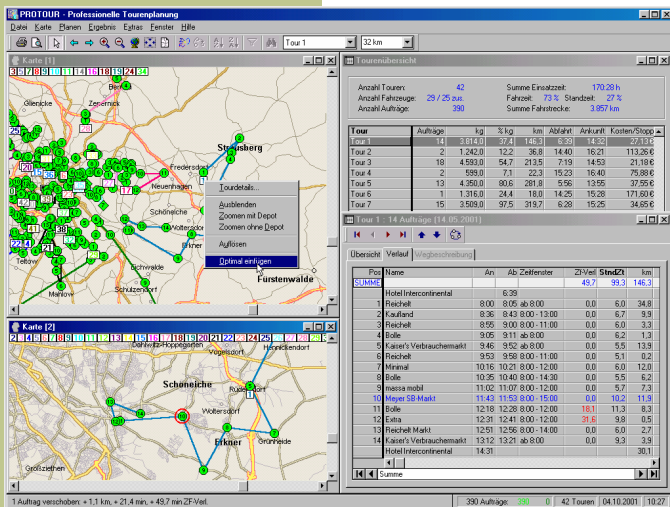 PROTOUR - Professionelle Tourenplanung
Datei Karte Planen Ergebnis Extras Fenster Hilfe
Tour 1 32 km
Karte [1]
Glienicke Zepernick
Strausberg
Fredersdorf
Neuenhagen
Schöneiche
Woltersdorf
Erkner
Eichwalde
Teltow
Schulzendorf
Mahlow
Fürstenwalde
Tourdetails...
Ausblenden
Zoomen mit Depot
Zoomen ohne Depot
Auflösen
Optimal einfügen
Karte [2]
Dahlwitz-Hoppegarten
Vogelsdorf
Hennickendorf
Schoneiche
Woltersdorf
Erkner
Grünheide
Großziethen
Tourenübersicht
Anzahl Touren: 42 Summe Einsatzzeit: 170:28 h
Anzahl Fahrzeuge: 29 / 25 zus. Fahrzeit: 73 % Standzeit: 27 %
Anzahl Aufträge: 390 Summe Fahrstrecke: 3.857 km
Tour Aufträge kg % kg km Abfahrt Ankunft Kosten/Stopp
Tour 1 14 3.814,0 37,4 146,3 6:39 14:32 27,13 €
Tour 2 2 1.242,0 12,2 36,8 14:40 16:21 113,26 €
Tour 3 18 4.593,0 54,7 213,5 7:19 14:53 21,18 €
Tour 4 2 599,0 7,1 22,3 15:23 16:40 75,88 €
Tour 5 13 4.350,0 80,6 281,8 5:56 13:55 37,55 €
Tour 6 1 1.316,0 24,4 18,0 14:25 15:28 171,60 €
Tour 7 15 3.509,0 97,5 319,7 6:28 15:25 34,65 €
Tour 1 : 14 Aufträge (14.05.2001)
Übersicht Verlauf Wegbeschreibung
Pos Name An Ab Zeitfenster Zf-Verl StndZt km
SUMME 49,7 99,3 146,3
Hotel Intercontinental 6:39
1 Reichelt 8:00 8:05 ab 8:00 0,0 6,0 34,8
2 Kaufland 8:36 8:43 8:00 - 13:00 0,0 6,7 9,9
3 Reichelt 8:55 9:00 8:00 - 11:00 0,0 6,0 3,3
4 Bolle 9:05 9:11 ab 8:00 0,0 6,2 1,3
5 Kaiser's Verbrauchermarkt 9:46 9:52 ab 8:00 0,0 5,5 13,9
6 Reichelt 9:53 9:58 8:00 - 11:00 0,0 5,1 0,2
7 Minimal 10:16 10:21 8:00 - 12:00 0,0 6,0 12,0
8 Bolle 10:35 10:40 8:00 - 14:30 0,0 5,5 6,2
9 massa mobil 11:02 11:07 8:00 - 12:00 0,0 5,7 7,3
10 Meyer SB-Markt 11:43 11:53 8:00 - 15:00 0,0 10,2 11,9
11 Bolle 12:18 12:28 8:00 - 12:00 18,1 11,3 8,3
12 Extra 12:31 12:41 8:00 - 12:00 31,6 9,8 0,5
13 Reichelt Markt 12:51 12:56 8:00 - 14:00 0,0 6,0 2,7
14 Kaiser's Verbrauchermarkt 13:12 13:21 ab 8:00 0,0 9,3 3,9
Hotel Intercontinental 14:31 30,1
Summe
1 Auftrag verschoben: + 1,1 km, + 21,4 min, + 49,7 min ZF-Verl.
390 Aufträge: 390 0 42 Touren 04.10.2001 10:27